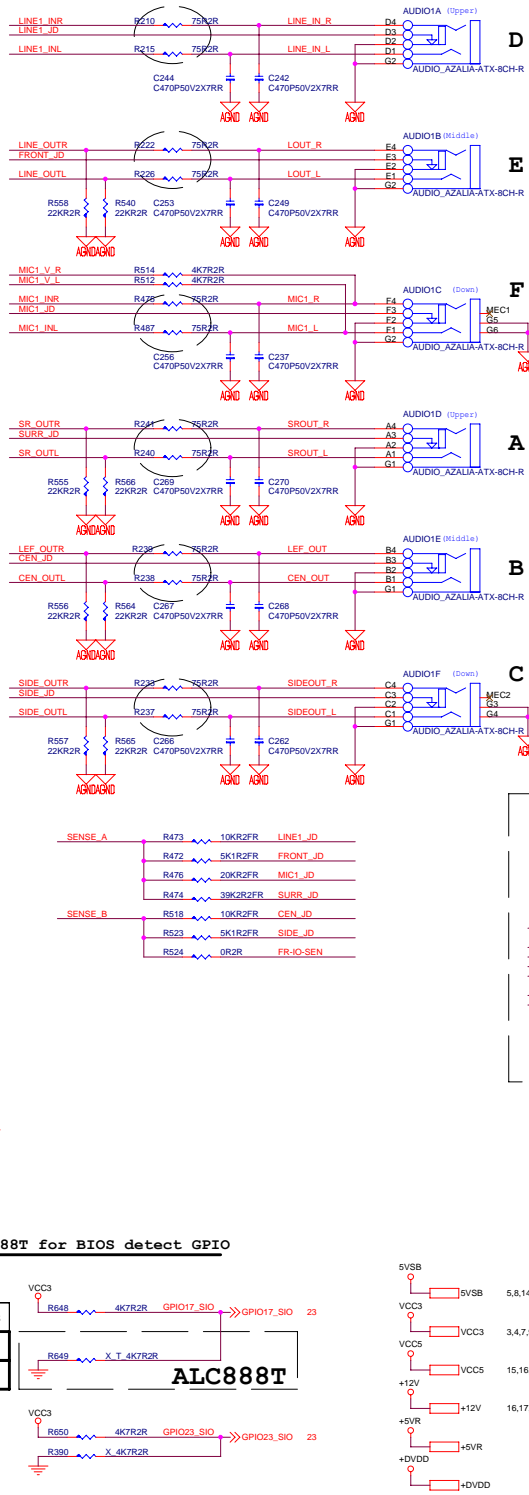 AUDIO1A (Upper)
LINE1_INR R210 75R2R LINE_IN_R D4
LINE1_JD D3
D2
LINE1_INL R215 75R2R LINE_IN_L D1
G2
AUDIO_AZALIA-ATX-8CH-R
D
C244 C470P50V2X7RR
C242 C470P50V2X7RR
AGND AGND AGND
AUDIO1B (Middle)
LINE_OUTR R222 75R2R LOUT_R E4
FRONT_JD E3
E2
LINE_OUTL R226 75R2R LOUT_L E1
G2
AUDIO_AZALIA-ATX-8CH-R
E
R558 22KR2R
R540 22KR2R
C253 C470P50V2X7RR
C249 C470P50V2X7RR
AGND AGND AGND AGND AGND
MIC1_V_R R514 4K7R2R
MIC1_V_L R512 4K7R2R
F
AUDIO1C (Down)
MIC1_INR R478 75R2R MIC1_R F4
MIC1_JD F3 MEC1
F2 G5
MIC1_INL R487 75R2R MIC1_L F1 G6
G2
AUDIO_AZALIA-ATX-8CH-R
C256 C470P50V2X7RR
C237 C470P50V2X7RR
AGND AGND AGND
AUDIO1D (Upper)
SR_OUTR R241 75R2R SROUT_R A4
SURR_JD A3
A2
SR_OUTL R240 75R2R SROUT_L A1
G1
AUDIO_AZALIA-ATX-8CH-R
A
R555 22KR2R
R566 22KR2R
C269 C470P50V2X7RR
C270 C470P50V2X7RR
AGND AGND AGND AGND AGND
AUDIO1E (Middle)
LEF_OUTR R239 75R2R LEF_OUT B4
CEN_JD B3
B2
CEN_OUTL R238 75R2R CEN_OUT B1
G1
AUDIO_AZALIA-ATX-8CH-R
B
R556 22KR2R
R564 22KR2R
C267 C470P50V2X7RR
C268 C470P50V2X7RR
AGND AGND AGND AGND AGND
AUDIO1F (Down)
C
SIDE_OUTR R233 75R2R SIDEOUT_R C4
SIDE_JD C3 MEC2
C2 G3
SIDE_OUTL R237 75R2R SIDEOUT_L C1 G4
G1
AUDIO_AZALIA-ATX-8CH-R
R557 22KR2R
R565 22KR2R
C266 C470P50V2X7RR
C262 C470P50V2X7RR
AGND AGND AGND AGND AGND
SENSE_A R473 10KR2FR LINE1_JD
R472 5K1R2FR FRONT_JD
R476 20KR2FR MIC1_JD
R474 39K2R2FR SURR_JD
SENSE_B R518 10KR2FR CEN_JD
R523 5K1R2FR SIDE_JD
R524 0R2R FR-IO-SEN
88T for BIOS detect GPIO
VCC3
R648 4K7R2R GPIO17_SIO GPIO17_SIO 23
R649 X_T_4K7R2R
ALC888T
VCC3
R650 4K7R2R GPIO23_SIO GPIO23_SIO 23
R390 X_4K7R2R
5VSB
5VSB 5,8,14
VCC3
VCC3 3,4,7,
VCC5
VCC5 15,16
+12V
+12V 16,17
+5VR
+5VR
+DVDD
+DVDD